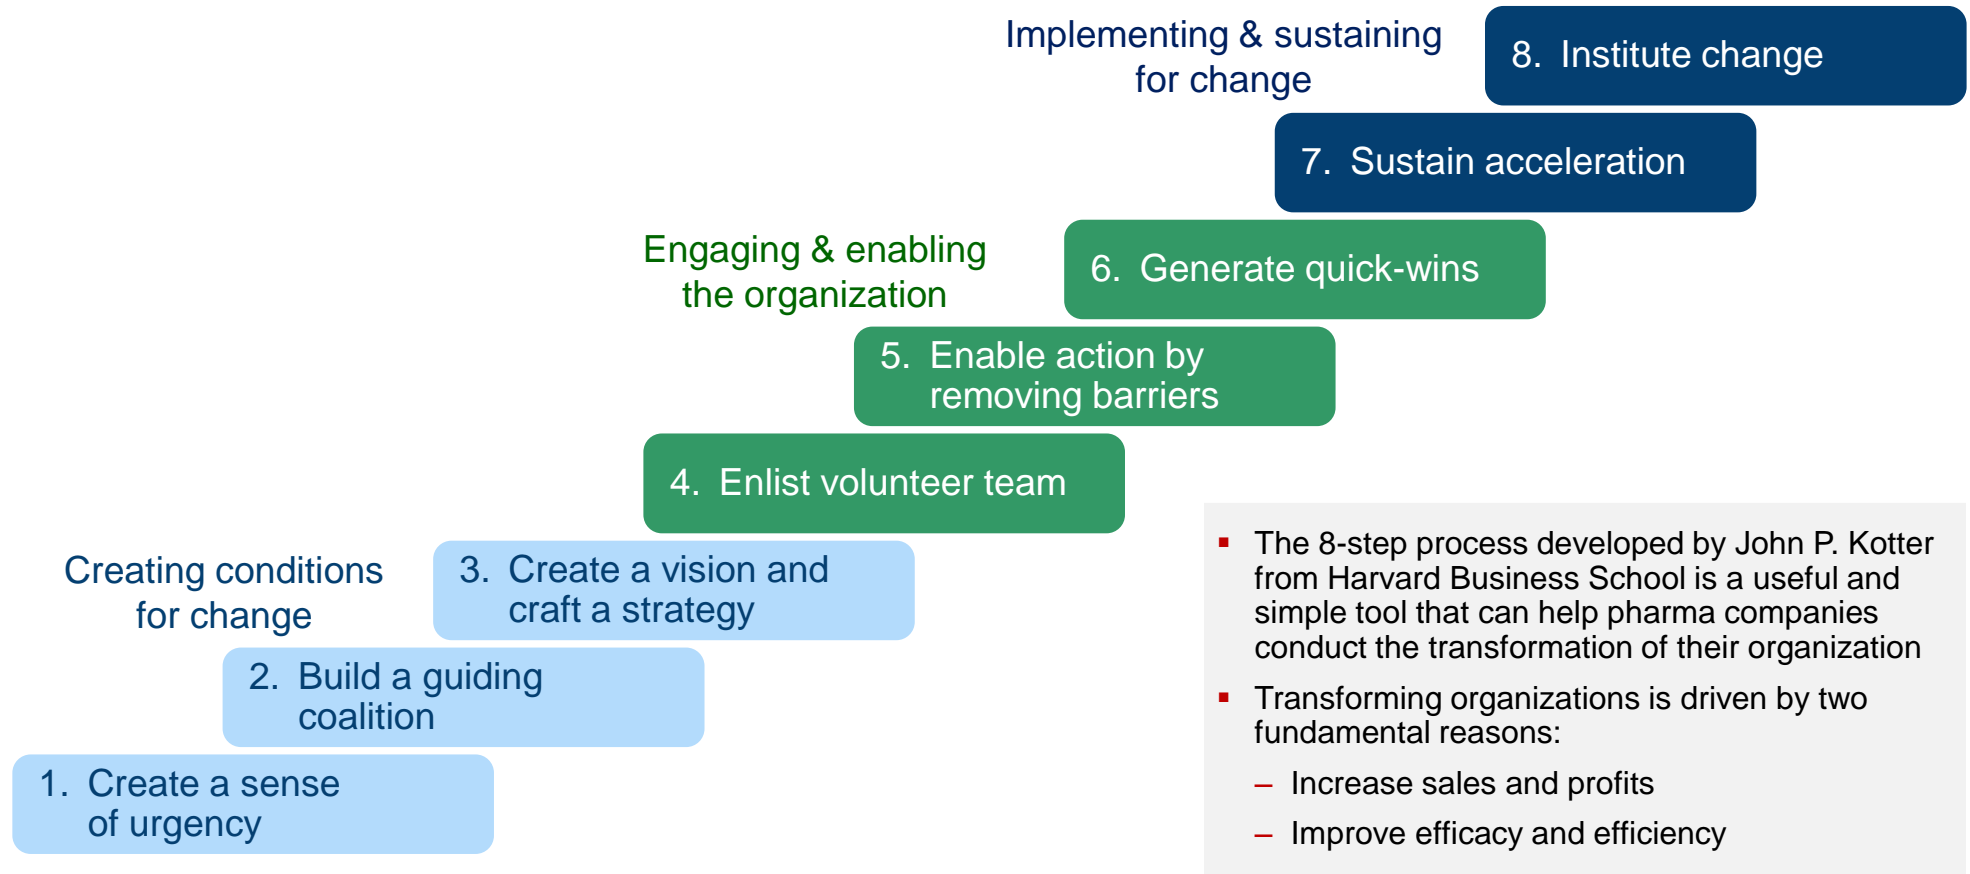 Implementing & sustaining
for change
8. Institute change
7. Sustain acceleration
Engaging & enabling
the organization
6. Generate quick-wins
5. Enable action by
removing barriers
4. Enlist volunteer team
Creating conditions
for change
3. Create a vision and
craft a strategy
2. Build a guiding
coalition
1. Create a sense
of urgency
▪ The 8-step process developed by John P. Kotter
from Harvard Business School is a useful and
simple tool that can help pharma companies
conduct the transformation of their organization
▪ Transforming organizations is driven by two
fundamental reasons:
– Increase sales and profits
– Improve efficacy and efficiency